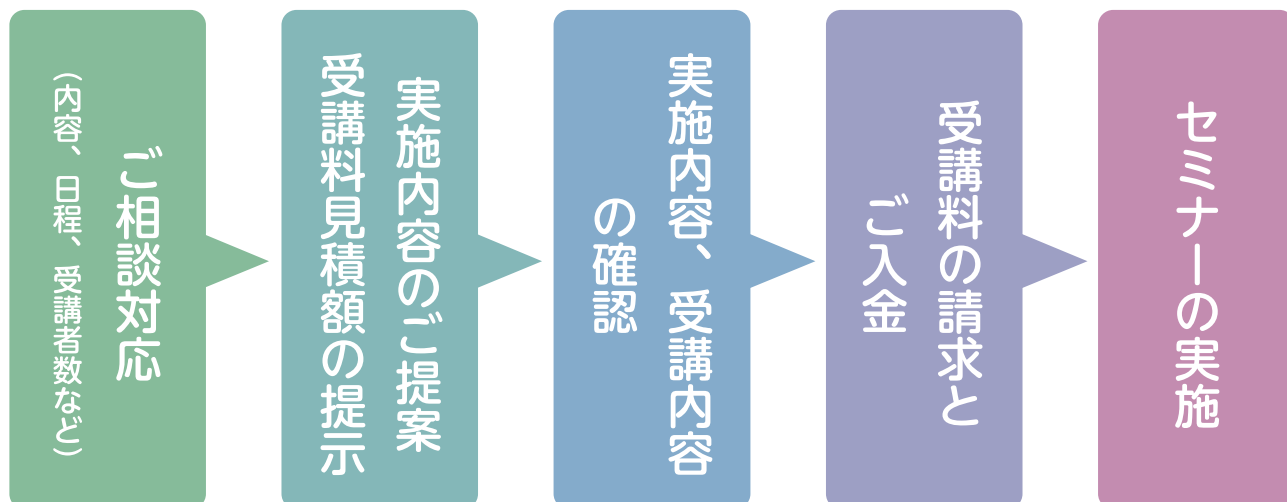 ご相談対応
（内容、日程、受講者数など）
実施内容のご提案
受講料見積額の提示
実施内容、受講内容
の確認
受講料の請求と
ご入金
セミナーの実施